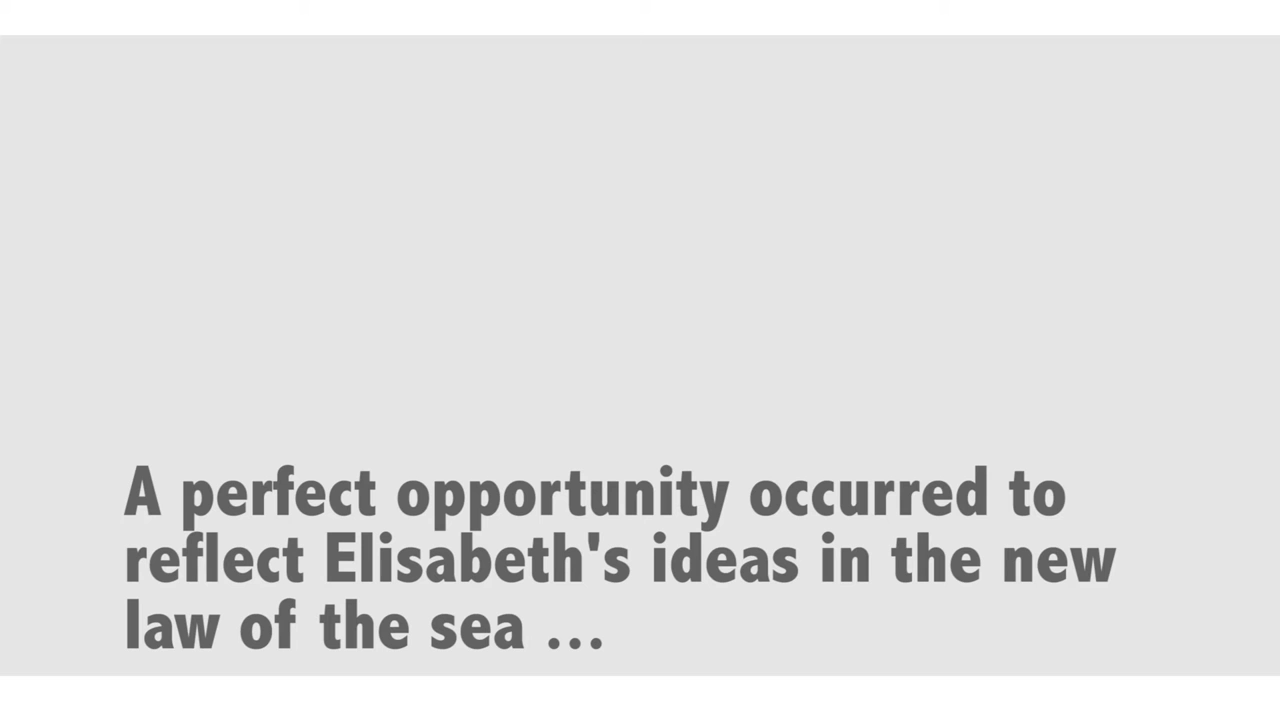 A perfect opportunity occurred to
reflect Elisabeth's ideas in the new
law of the sea ...